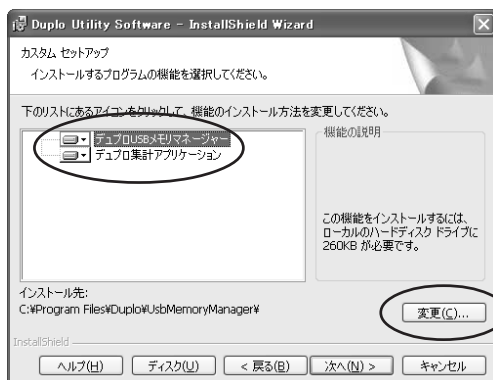 Duplo Utility Software - InstallShield Wizard
カスタム セットアップ
インストールするプログラムの機能を選択してください。
下のリストにあるアイコンをクリックして、機能のインストール方法を変更してください。
デュプロUSBメモリマネージャー
デュプロ集計アプリケーション
機能の説明
この機能をインストールするには、
ローカルのハードディスク ドライブに
260KB が必要です。
インストール先:
C:¥Program Files¥Duplo¥UsbMemoryManager¥
変更(C)...
InstallShield
ヘルプ(H)
ディスク(U)
< 戻る(B)
次へ(N) >
キャンセル